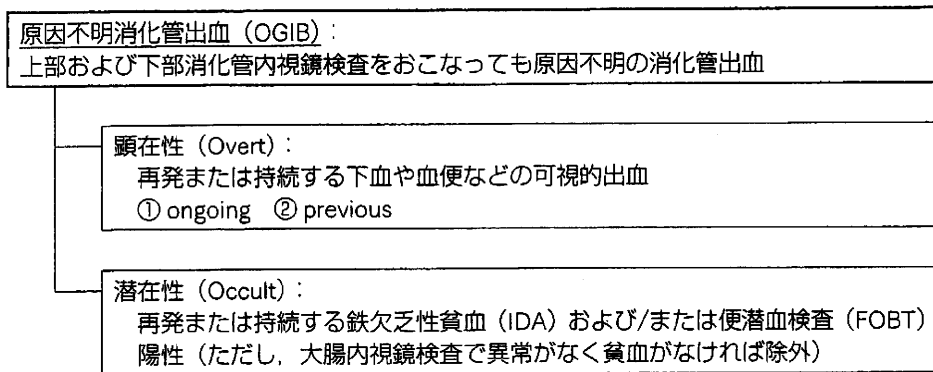 原因不明消化管出血（OGIB）：
上部および下部消化管内視鏡検査をおこなっても原因不明の消化管出血
顕在性（Overt）：
再発または持続する下血や血便などの可視的出血
① ongoing　② previous
潜在性（Occult）：
再発または持続する鉄欠乏性貧血（IDA）および/または便潜血検査（FOBT）
陽性（ただし，大腸内視鏡検査で異常がなく貧血がなければ除外）